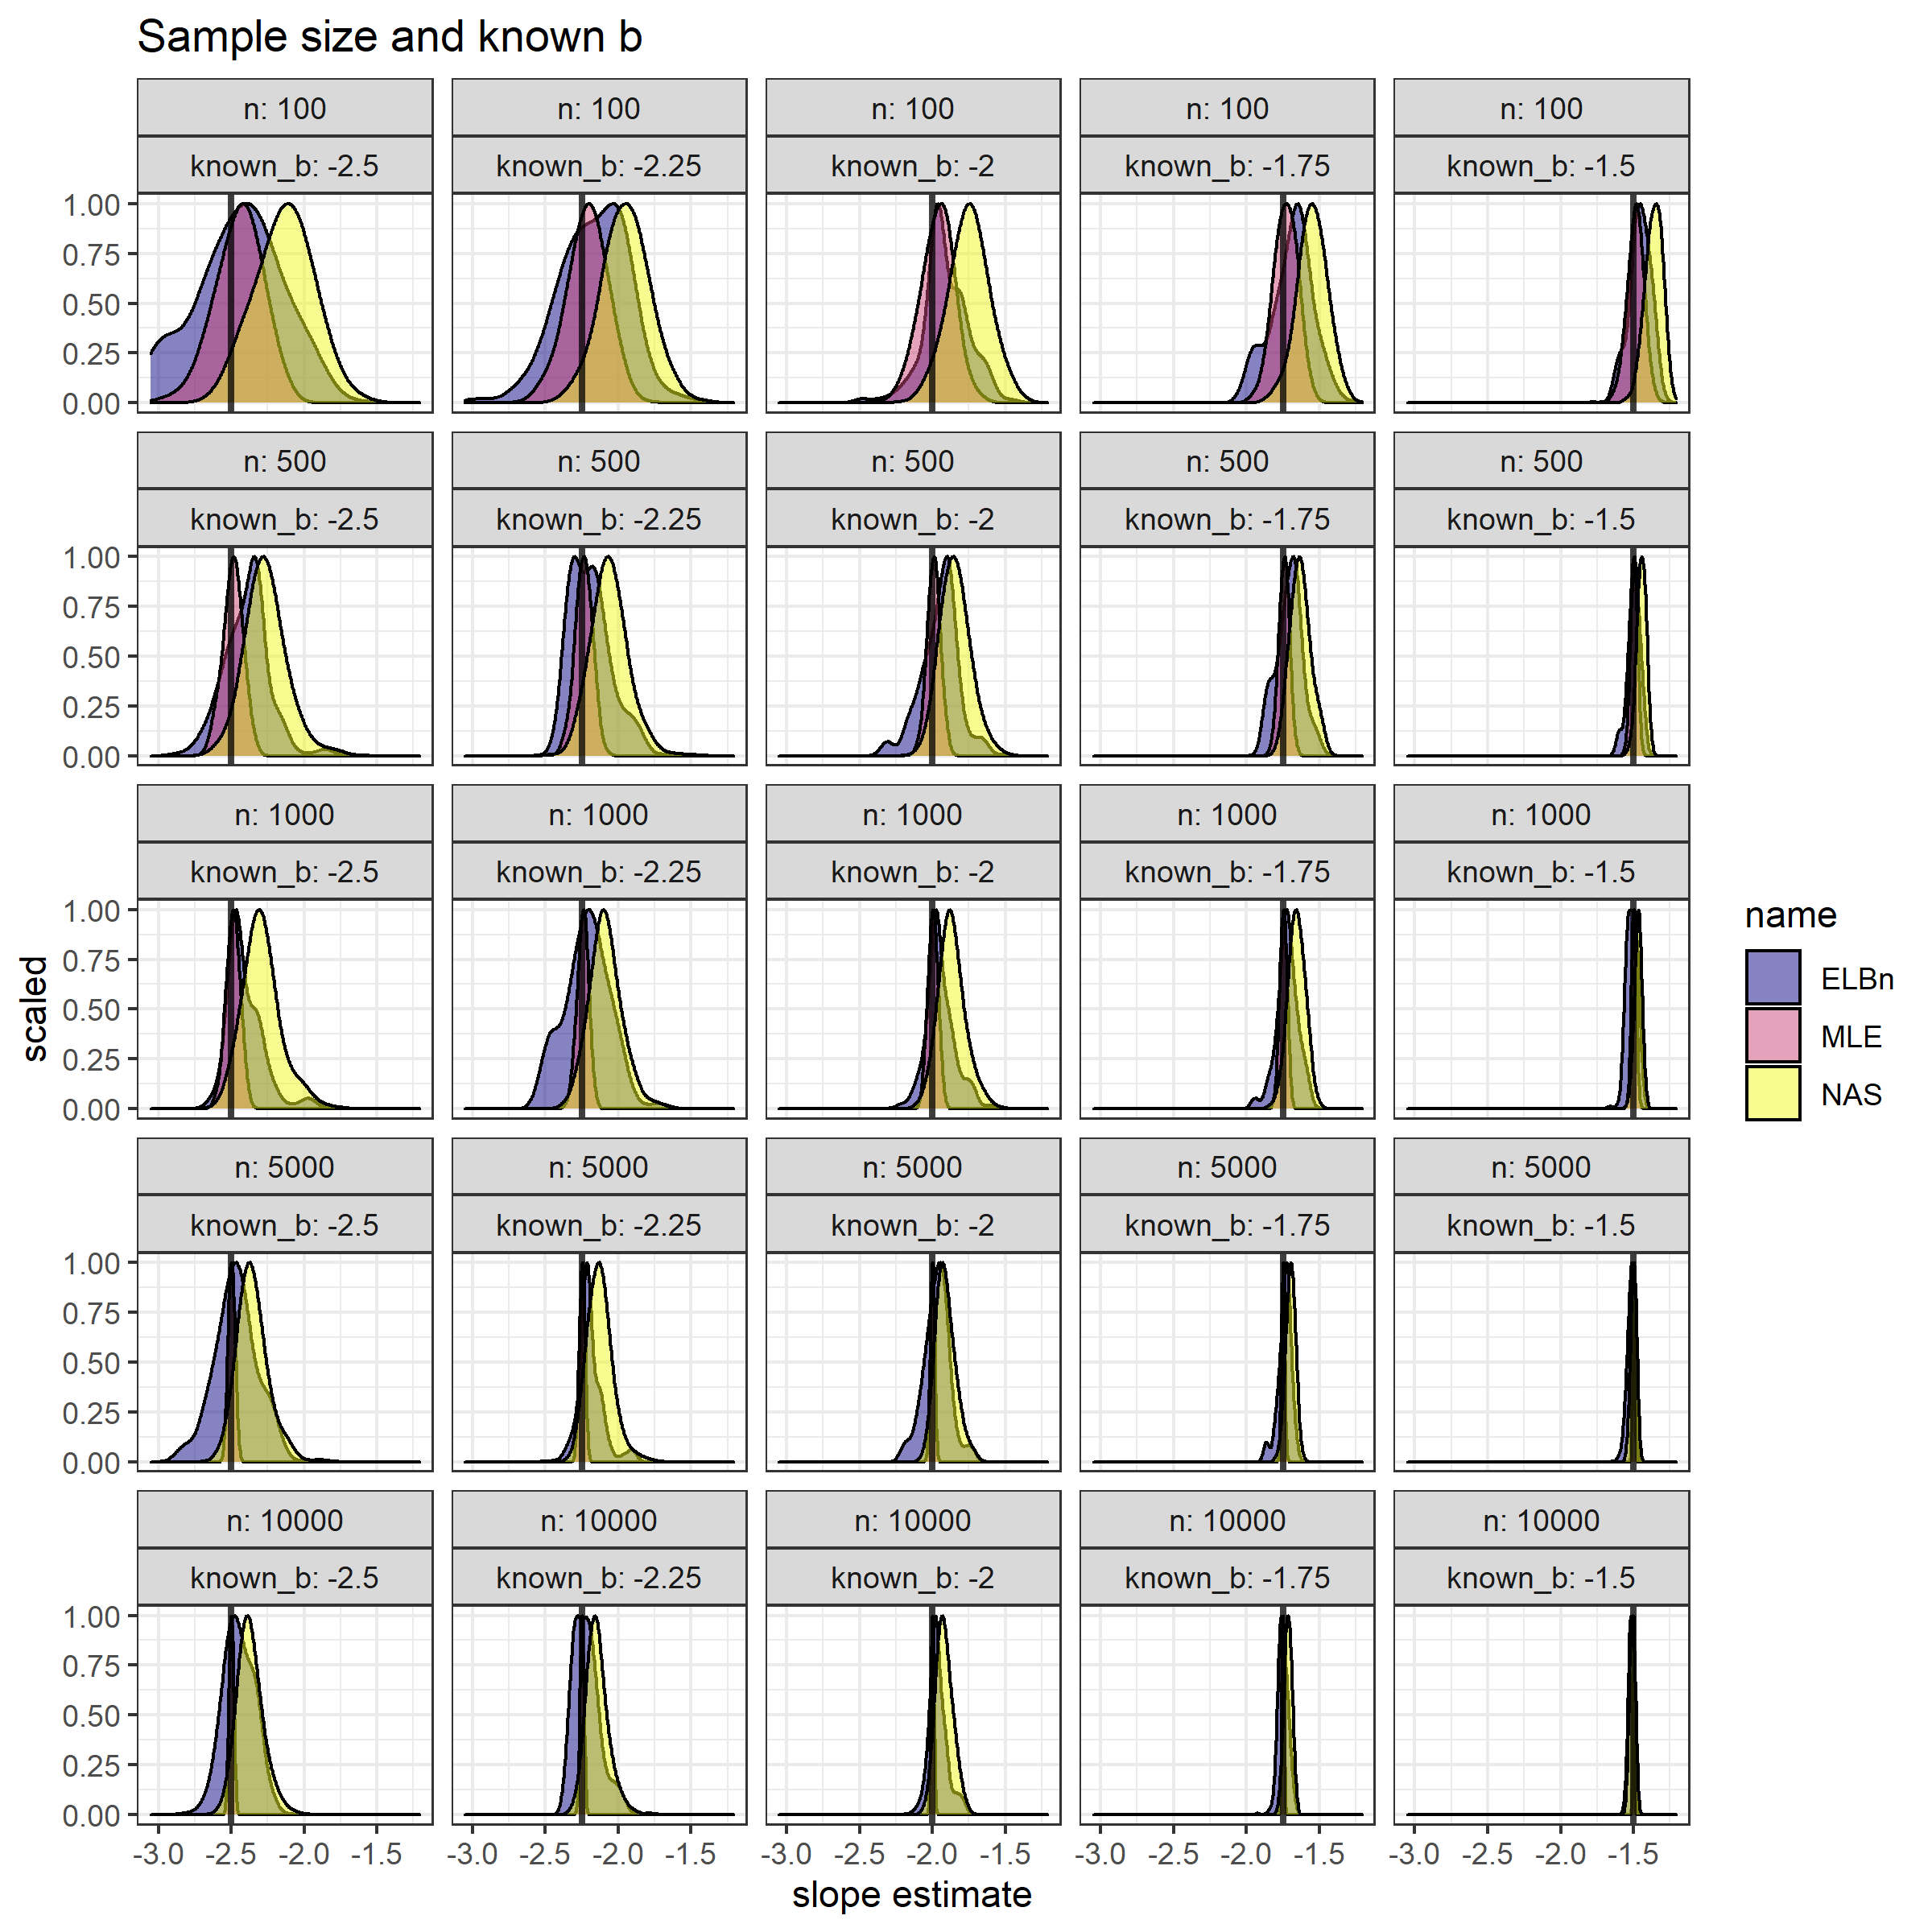 Sample size and known b
n: 100 n: 100 n: 100 n: 100 n: 100
known_b: -2.5 known_b: -2.25 known_b: -2 known_b: -1.75 known_b: -1.5
1.00
0.75
0.50
0.25
0.00
n: 500 n: 500 n: 500 n: 500 n: 500
known_b: -2.5 known_b: -2.25 known_b: -2 known_b: -1.75 known_b: -1.5
1.00
0.75
0.50
0.25
0.00
n: 1000 n: 1000 n: 1000 n: 1000 n: 1000
known_b: -2.5 known_b: -2.25 known_b: -2 known_b: -1.75 known_b: -1.5
1.00
0.75
0.50
0.25
0.00
n: 5000 n: 5000 n: 5000 n: 5000 n: 5000
known_b: -2.5 known_b: -2.25 known_b: -2 known_b: -1.75 known_b: -1.5
1.00
0.75
0.50
0.25
0.00
n: 10000 n: 10000 n: 10000 n: 10000 n: 10000
known_b: -2.5 known_b: -2.25 known_b: -2 known_b: -1.75 known_b: -1.5
1.00
0.75
0.50
0.25
0.00
-3.0 -2.5 -2.0 -1.5 -3.0 -2.5 -2.0 -1.5 -3.0 -2.5 -2.0 -1.5 -3.0 -2.5 -2.0 -1.5 -3.0 -2.5 -2.0 -1.5
slope estimate
scaled
name
ELBn
MLE
NAS